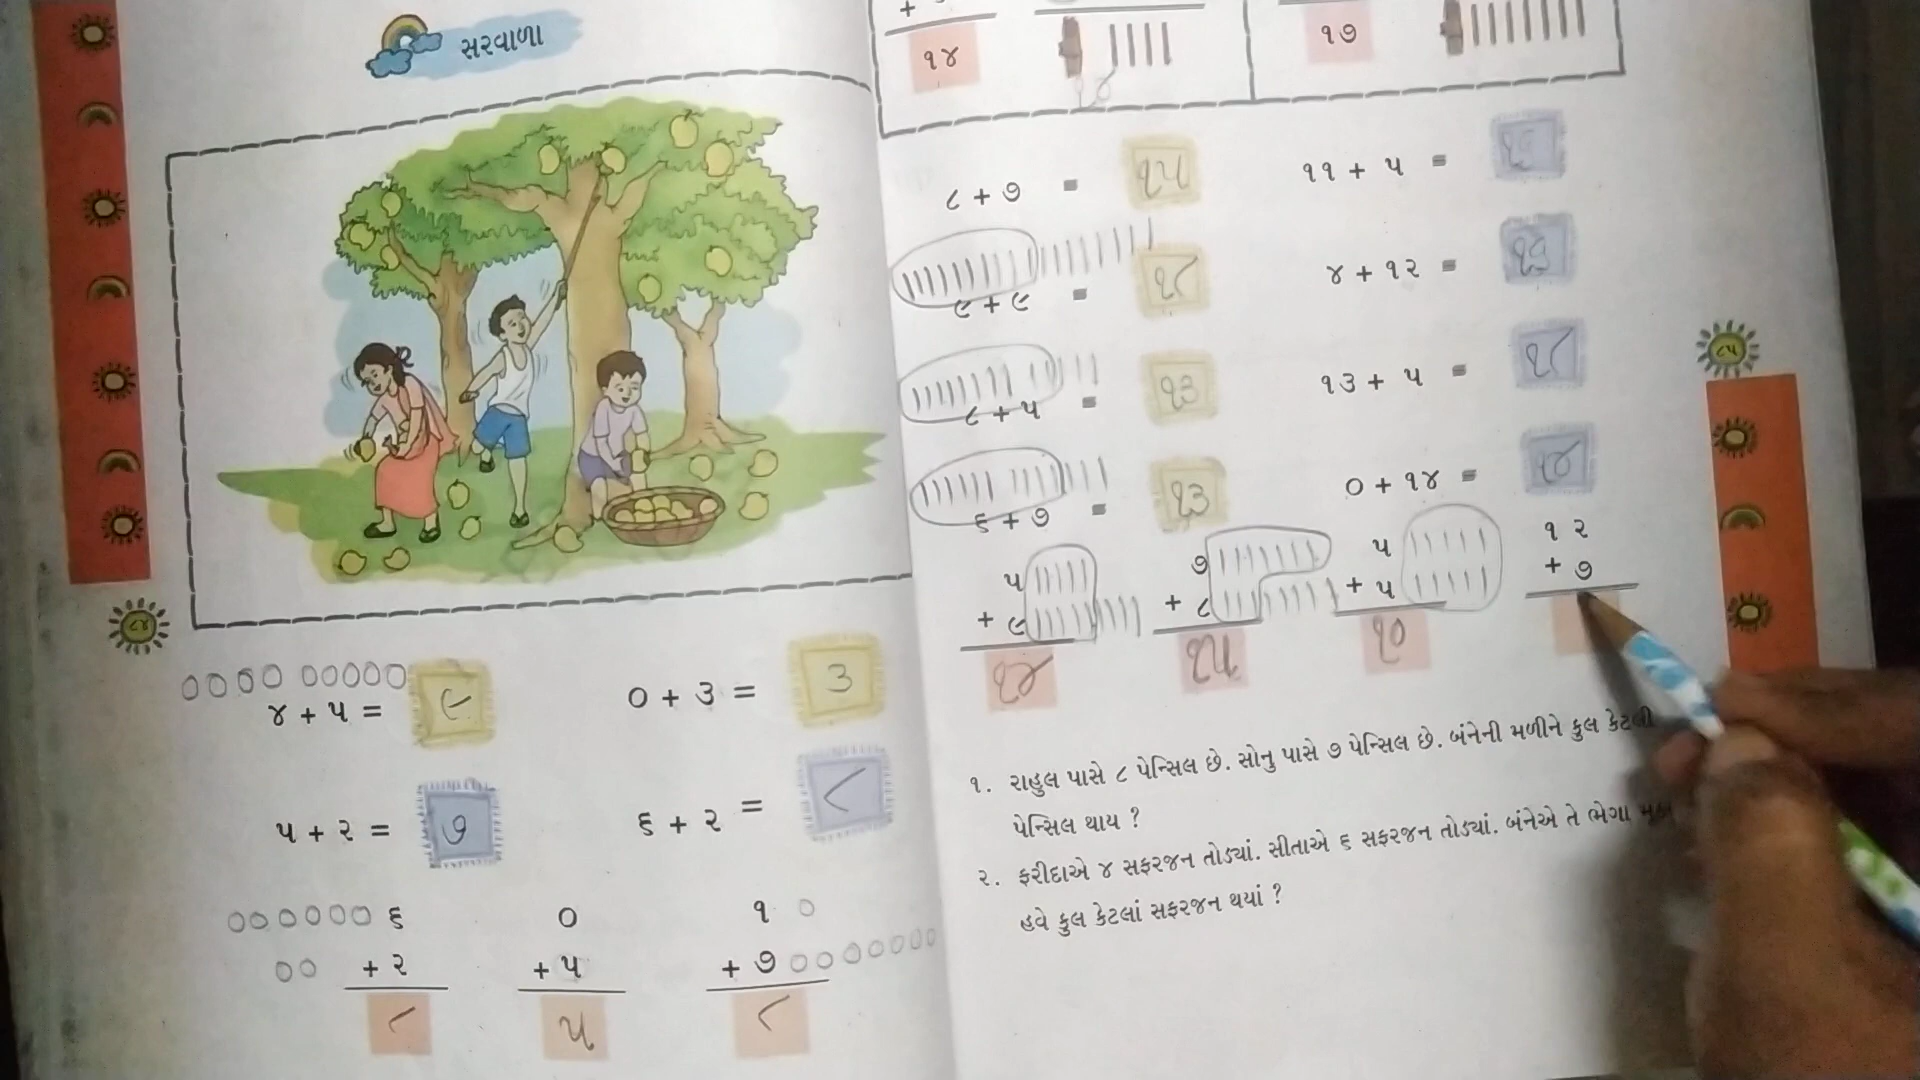 સરવાળા
૪ + ૫ = ૯
૦ + ૩ = ૩
૫ + ૨ = ૭
૬ + ૨ = ૮
૬
+ ૨
૮
૦
+ ૫
૫
૧
+ ૭
૮
૮૪
+
૧૪
૧૭
૮ + ૭ = ૧૫
૧૧ + ૫ = ૧૬
૯ + ૯ = ૧૮
૪ + ૧૨ = ૧૬
૮ + ૫ = ૧૩
૧૩ + ૫ = ૧૮
૬ + ૭ = ૧૩
૦ + ૧૪ = ૧૪
૫
+ ૯
૧૪
૭
+ ૮
૧૫
૫
+ ૫
૧૦
૧૨
+ ૭
૧. રાહુલ પાસે ૮ પેન્સિલ છે. સોનુ પાસે ૭ પેન્સિલ છે. બંનેની મળીને કુલ કેટલી
પેન્સિલ થાય ?
૨. ફરીદાએ ૪ સફરજન તોડ્યાં. સીતાએ ૬ સફરજન તોડ્યાં. બંનેએ તે ભેગા
હવે કુલ કેટલાં સફરજન થયાં ?
૮૫